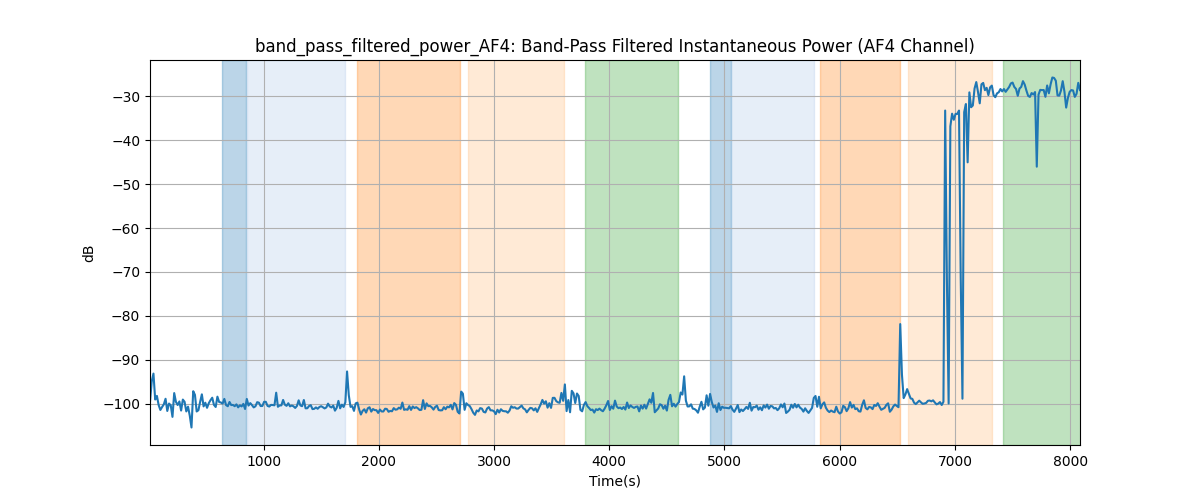 band_pass_filtered_power_AF4: Band-Pass Filtered Instantaneous Power (AF4 Channel)
−30
−40
−50
−60
−70
−80
−90
−100
dB
1000 2000 3000 4000 5000 6000 7000 8000
Time(s)